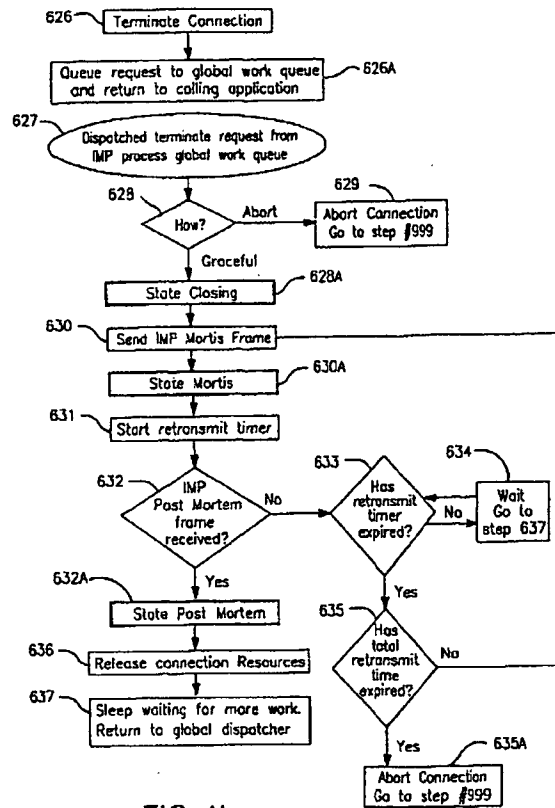 626
Terminate Connection
Queue request to global work queue
and return to calling application
626A
627
Dispatched terminate request from
IMP process global work queue
628
How?
Abort
629
Abort Connection
Go to step #999
Graceful
State Closing
628A
630
Send IMP Mortis Frame
State Mortis
630A
631
Start retransmit timer
632
IMP
Post Mortem
frame
received?
No
633
Has
retransmit
timer
expired?
No
634
Wait
Go to
step 637
Yes
632A
State Post Mortem
Yes
635
Has
total
retransmit
time
expired?
No
636
Release connection Resources
637
Sleep waiting for more work.
Return to global dispatcher
Yes
635A
Abort Connection
Go to step #999